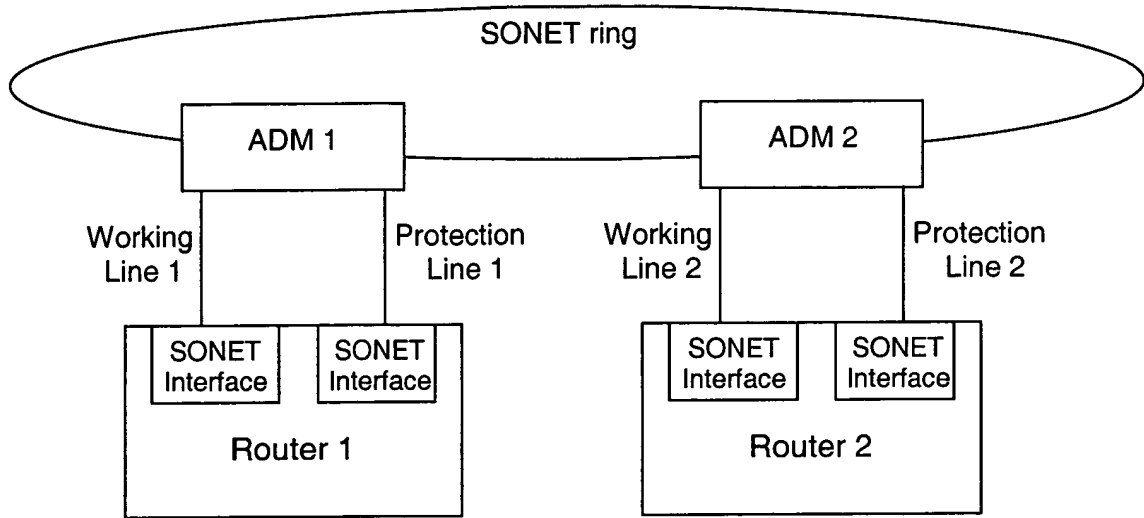 SONET ring
ADM 1
ADM 2
Working
Line 1
Protection
Line 1
Working
Line 2
Protection
Line 2
SONET
Interface
SONET
Interface
SONET
Interface
SONET
Interface
Router 1
Router 2